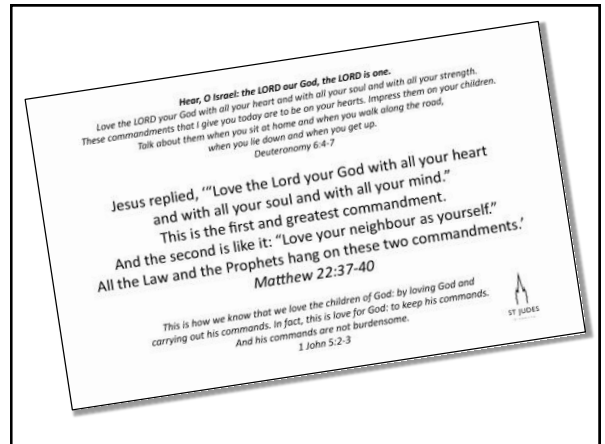 Hear, O Israel: the LORD our God, the LORD is one.
Love the LORD your God with all your heart and with all your soul and with all your strength.
These commandments that I give you today are to be on your hearts. Impress them on your children.
Talk about them when you sit at home and when you walk along the road,
when you lie down and when you get up.
Deuteronomy 6:4-7
Jesus replied, ‘“Love the Lord your God with all your heart
and with all your soul and with all your mind.”
This is the first and greatest commandment.
And the second is like it: “Love your neighbour as yourself.”
All the Law and the Prophets hang on these two commandments.’
Matthew 22:37-40
This is how we know that we love the children of God: by loving God and
carrying out his commands. In fact, this is love for God: to keep his commands.
And his commands are not burdensome.
1 John 5:2-3
ST JUDES